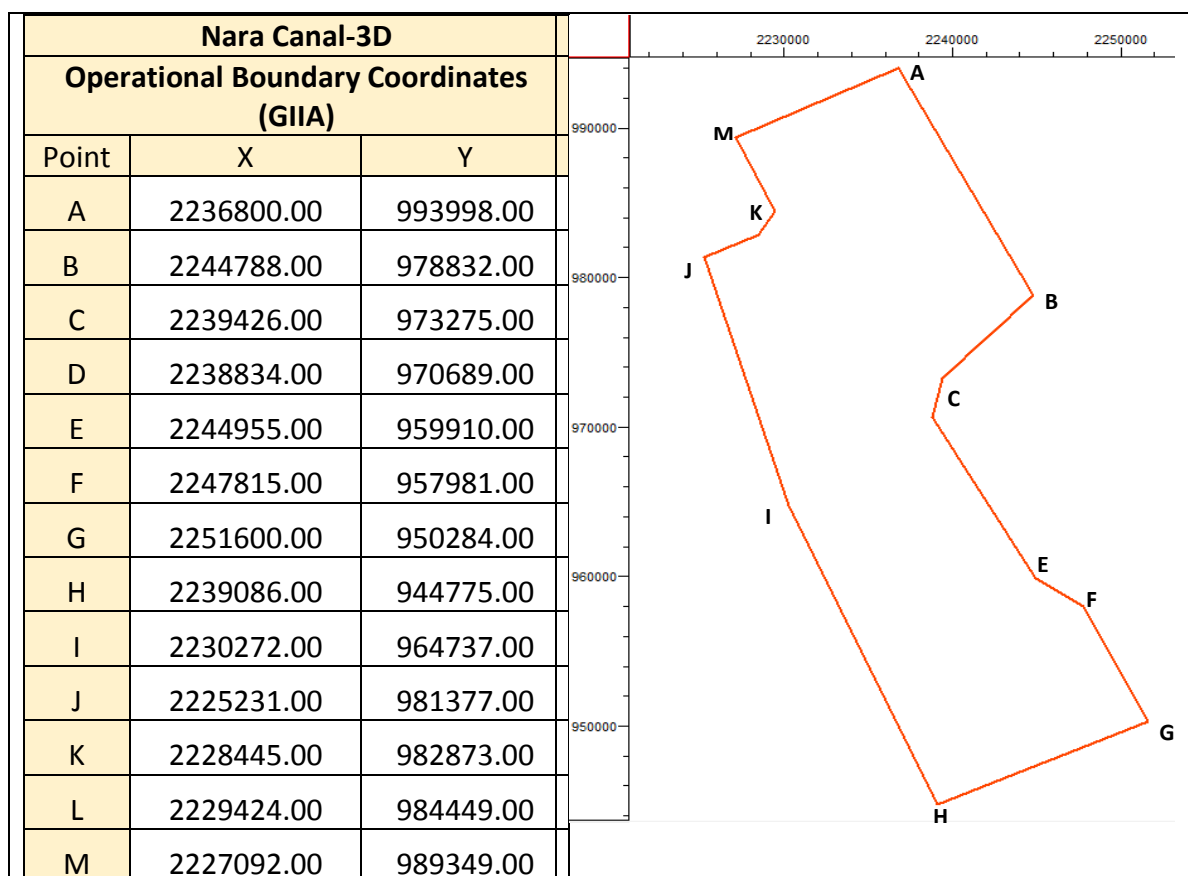 Nara Canal-3D
Operational Boundary Coordinates
(GIIA)
Point X Y
A 2236800.00 993998.00
B 2244788.00 978832.00
C 2239426.00 973275.00
D 2238834.00 970689.00
E 2244955.00 959910.00
F 2247815.00 957981.00
G 2251600.00 950284.00
H 2239086.00 944775.00
I 2230272.00 964737.00
J 2225231.00 981377.00
K 2228445.00 982873.00
L 2229424.00 984449.00
M 2227092.00 989349.00
2230000 2240000 2250000
A
990000
M
K
J
980000
B
C
970000
I
E
960000
F
950000
G
H